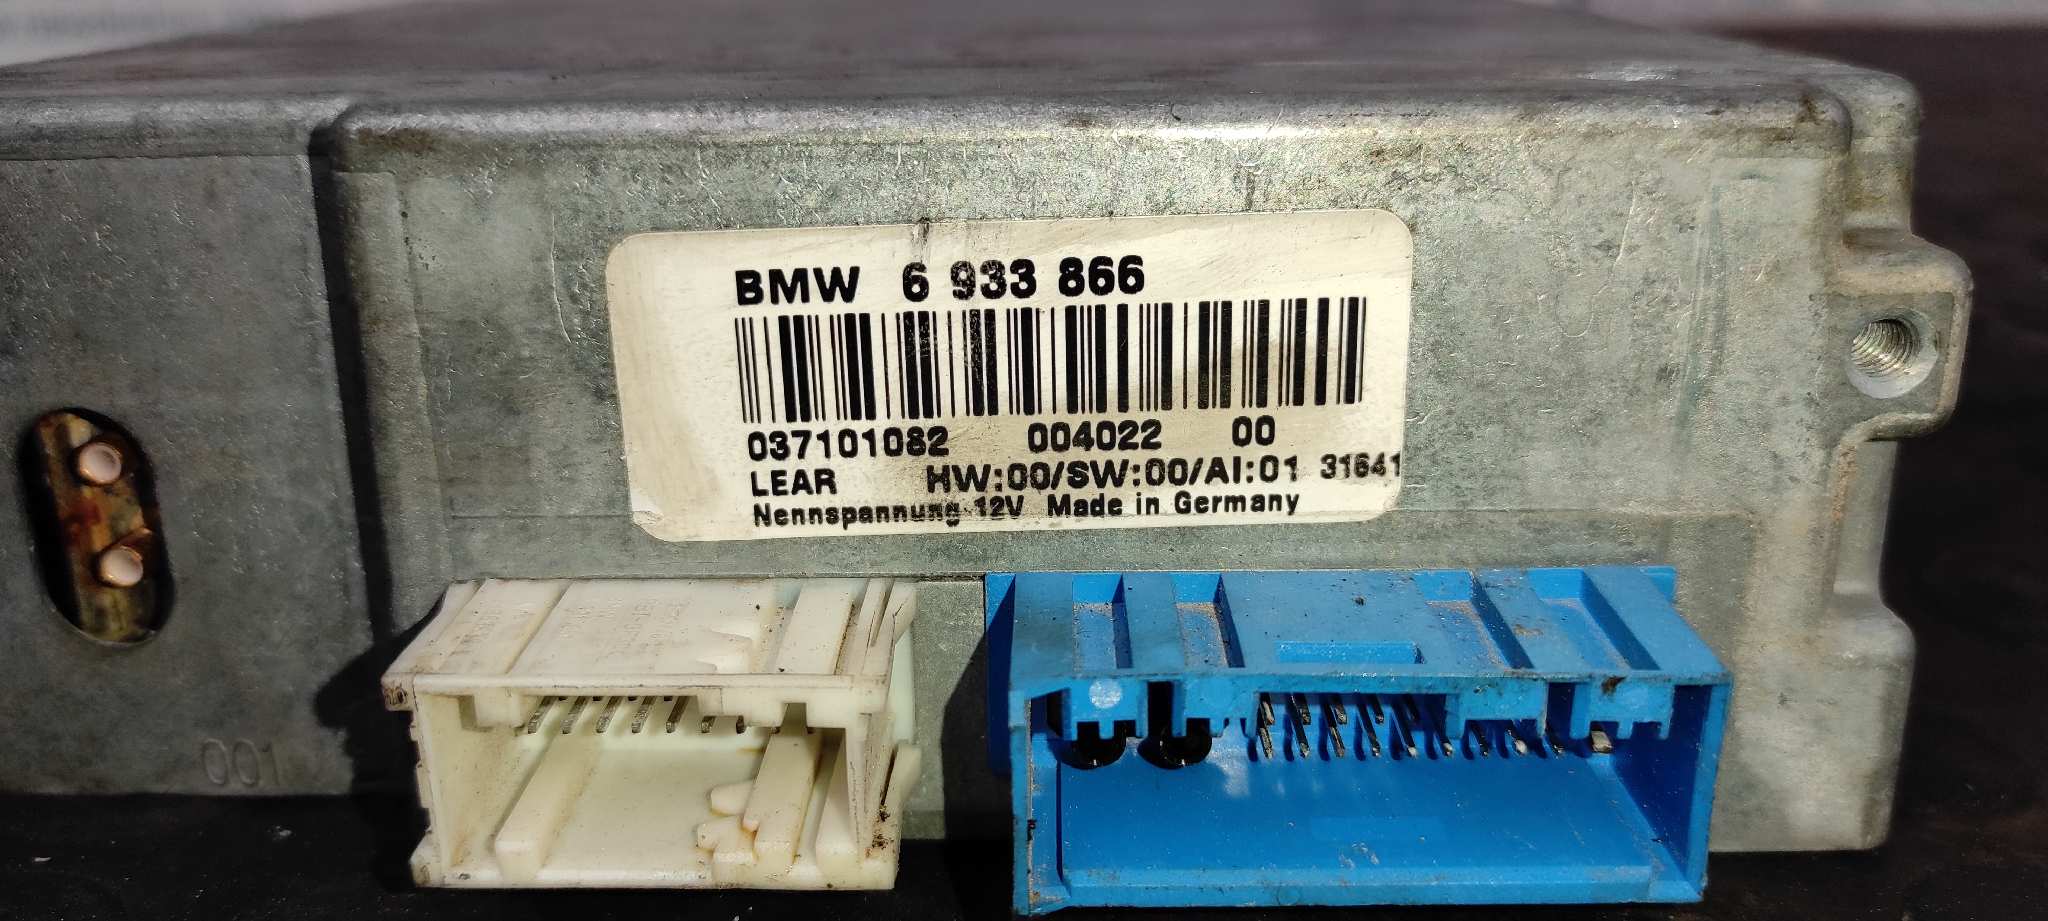 BMW 6 933 866
037101082 004022 00
LEAR HW:00/SW:00/AI:01 31641
Nennspannung 12V Made in Germany
001